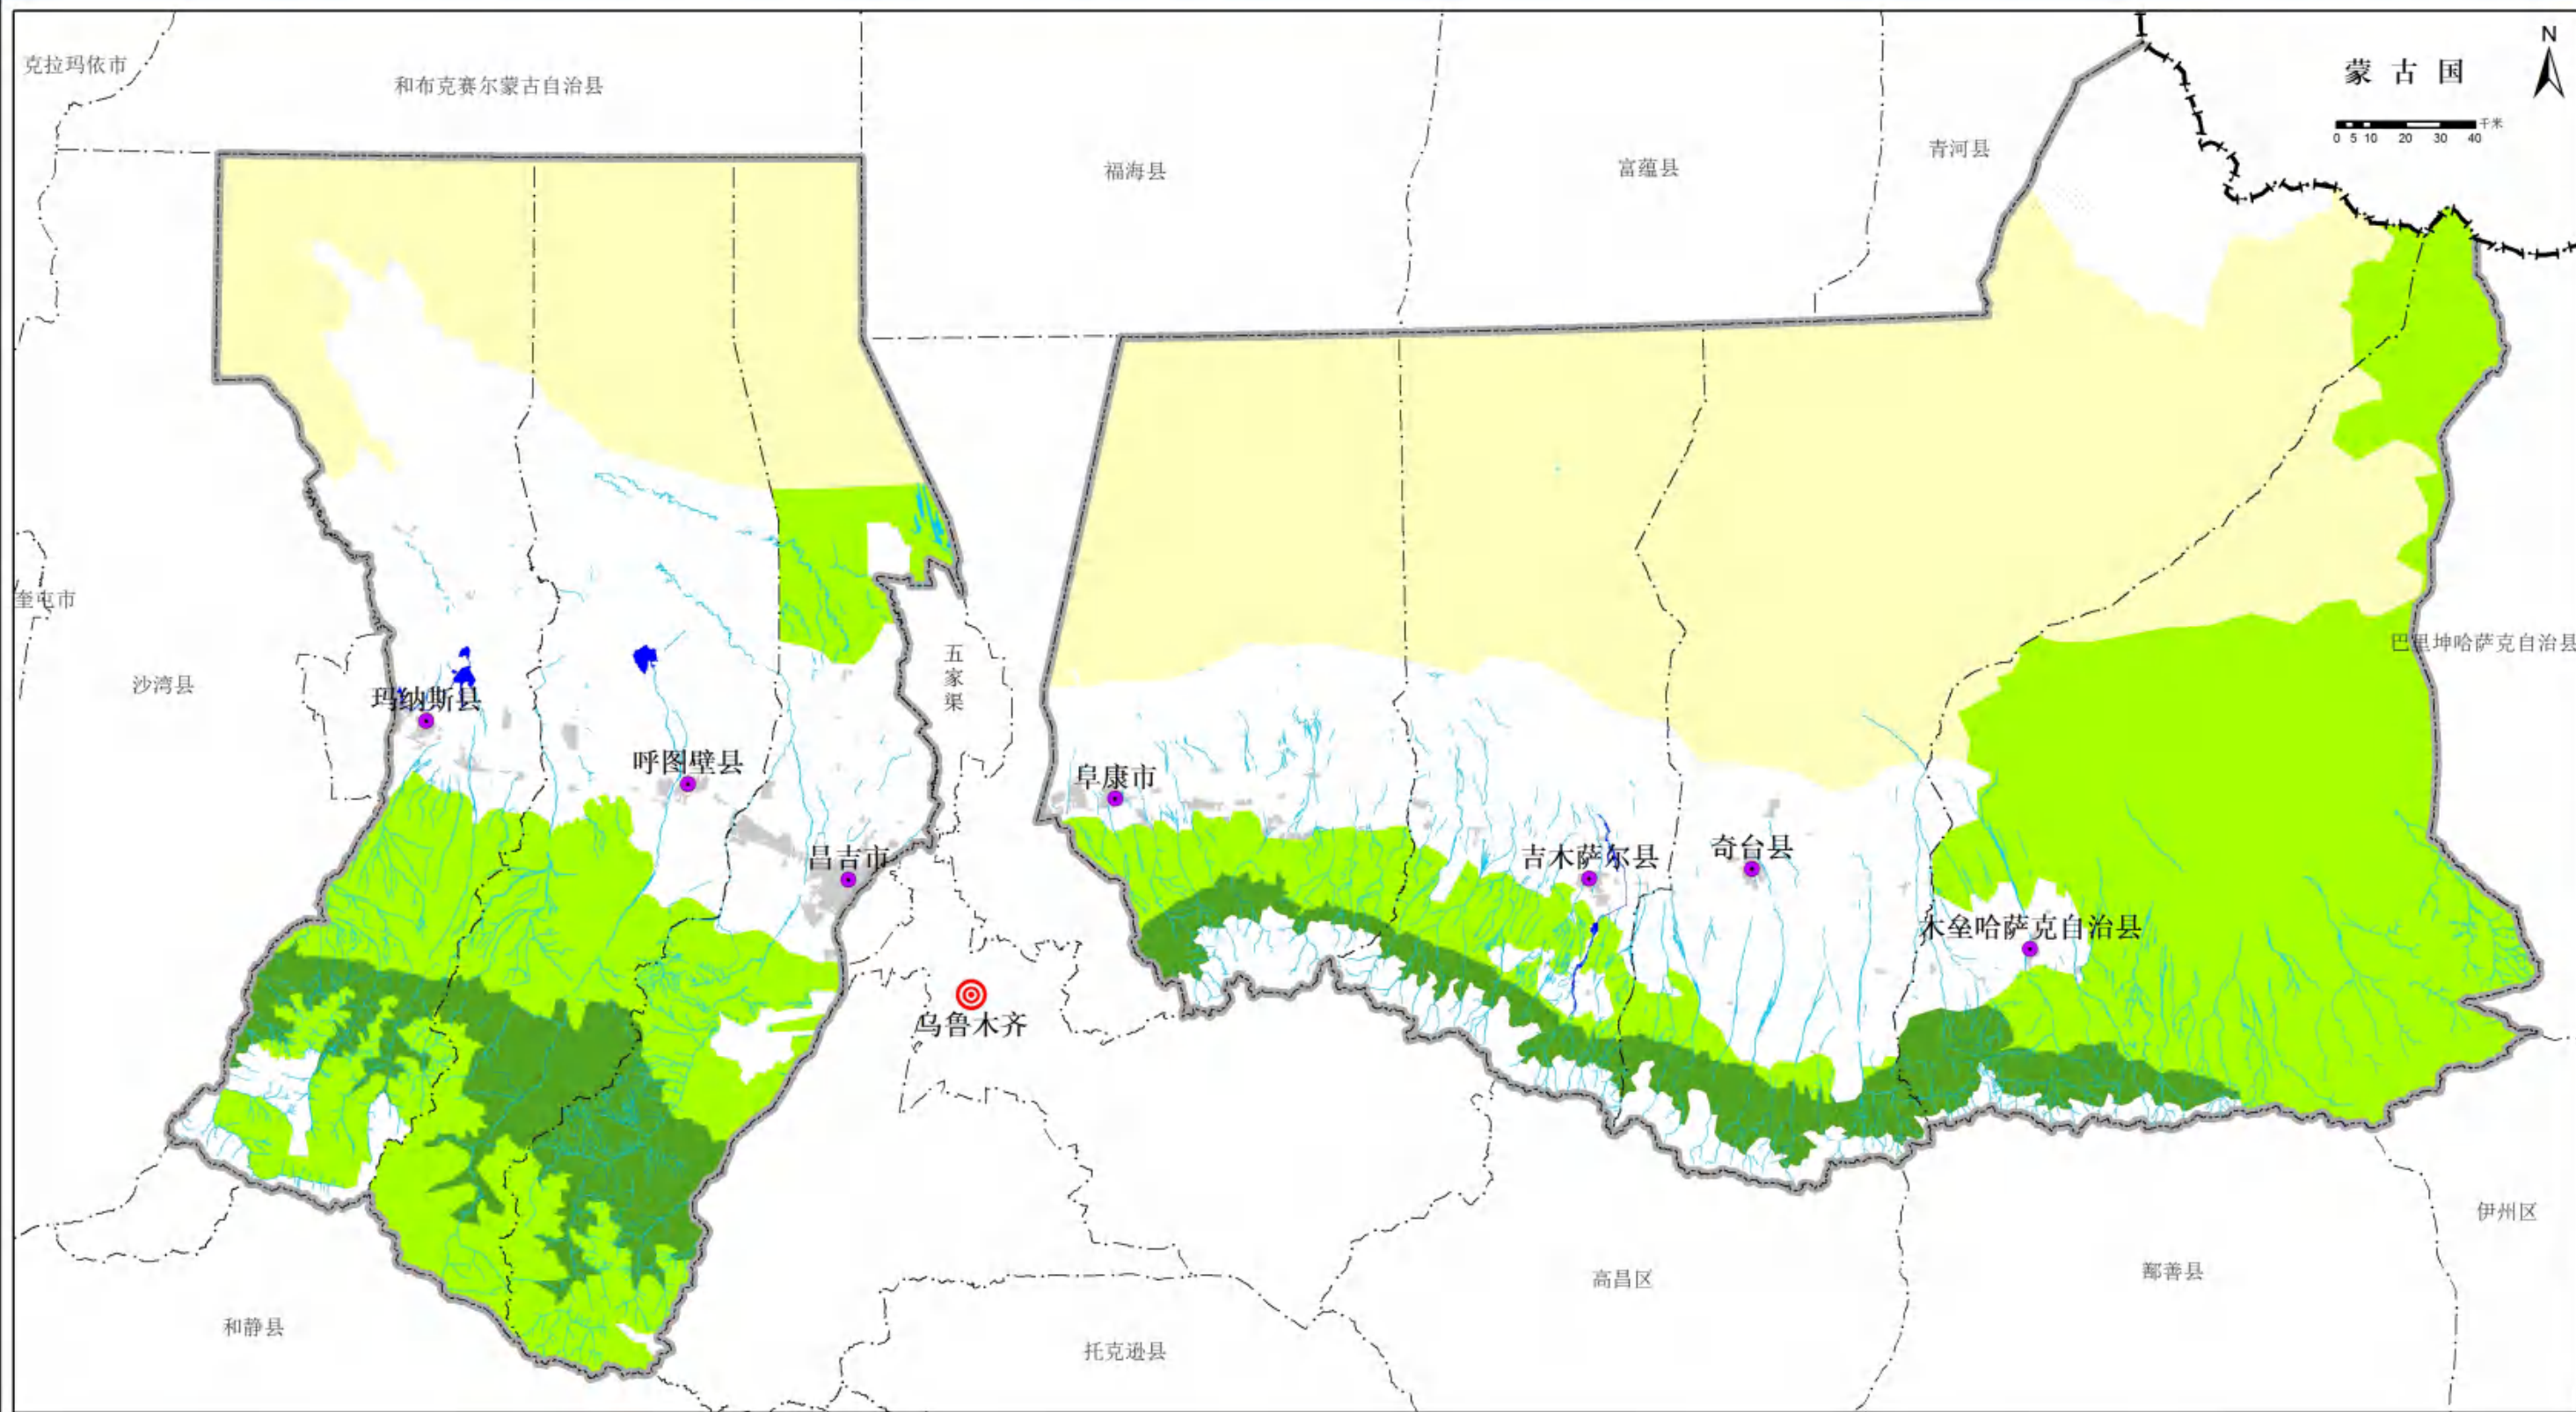 克拉玛依市
和布克赛尔蒙古自治县
N
蒙古国
千米
0 5 10 20 30 40
青河县
福海县
富蕴县
奎屯市
五家渠
巴里坤哈萨克自治县
沙湾县
玛纳斯县
呼图壁县
阜康市
昌吉市
吉木萨尔县
奇台县
木垒哈萨克自治县
乌鲁木齐
伊州区
高昌区
鄯善县
和静县
托克逊县